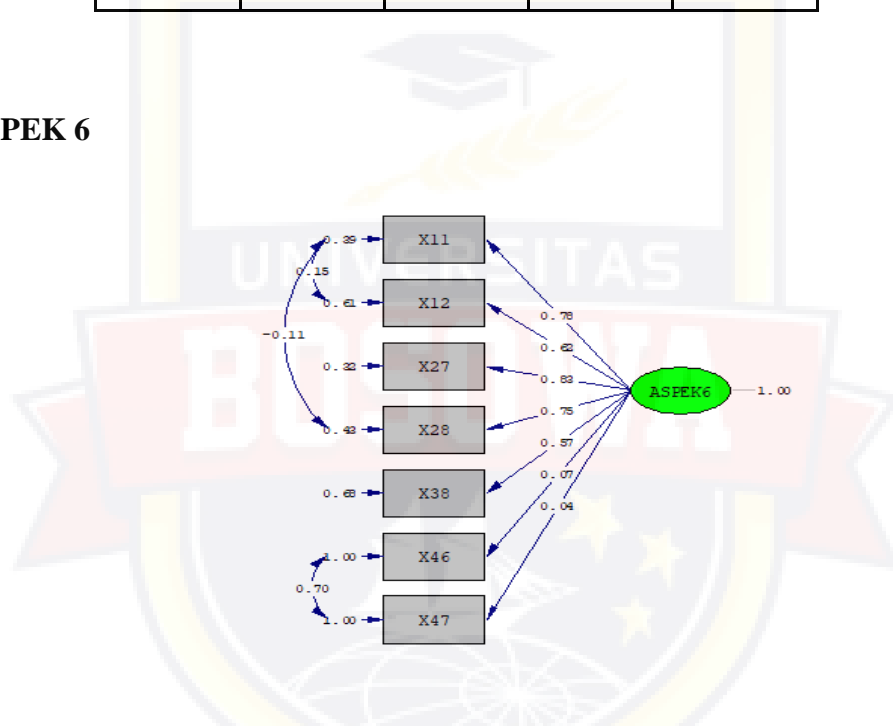 PEK 6
UNIVERSITAS
BOSOWA
0.39 X11
0.15
0.78
0.61 X12
-0.11
0.62
0.32 X27
0.83
ASPEK6 1.00
0.75
0.43 X28
0.57
0.07
0.68 X38
0.04
1.00 X46
0.70
1.00 X47